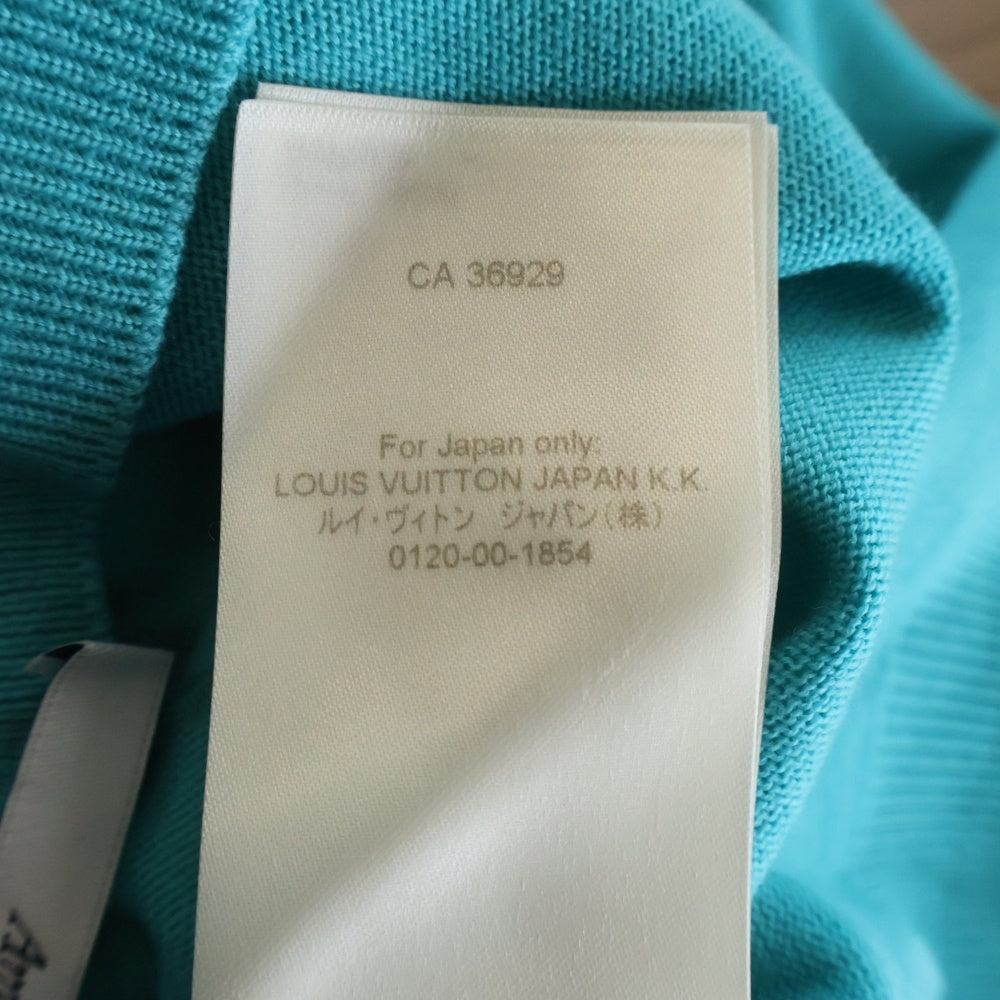 CA 36929
For Japan only:
LOUIS VUITTON JAPAN K.K.
ルイ・ヴィトン ジャパン(株)
0120-00-1854